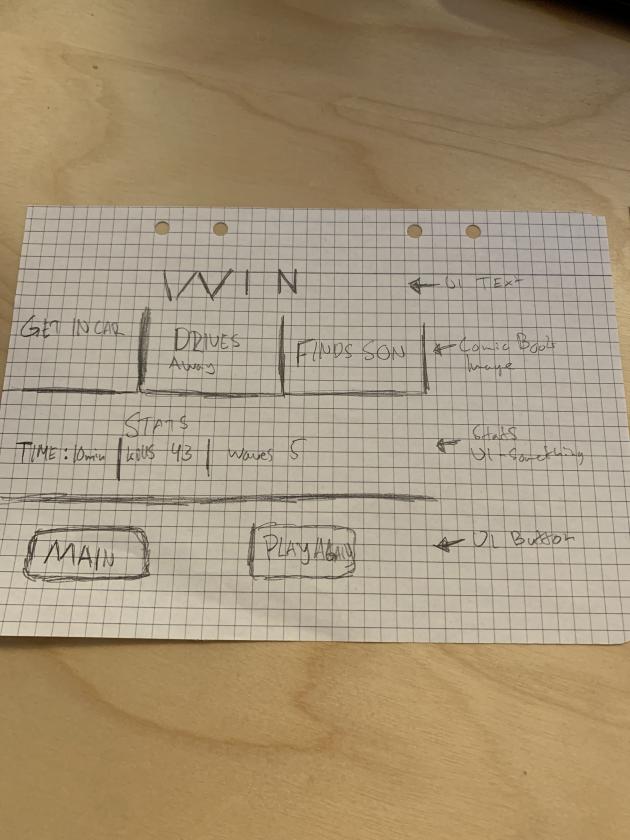 WIN
← UI TEXT
GET IN CAR
DRIVES
Away
FINDS SON
← Comic Book
Image
STATS
TIME: 10min | kills 43 | Waves 5
← Stats
UI-Something
MAIN
PLAY AGAIN
← UI Button